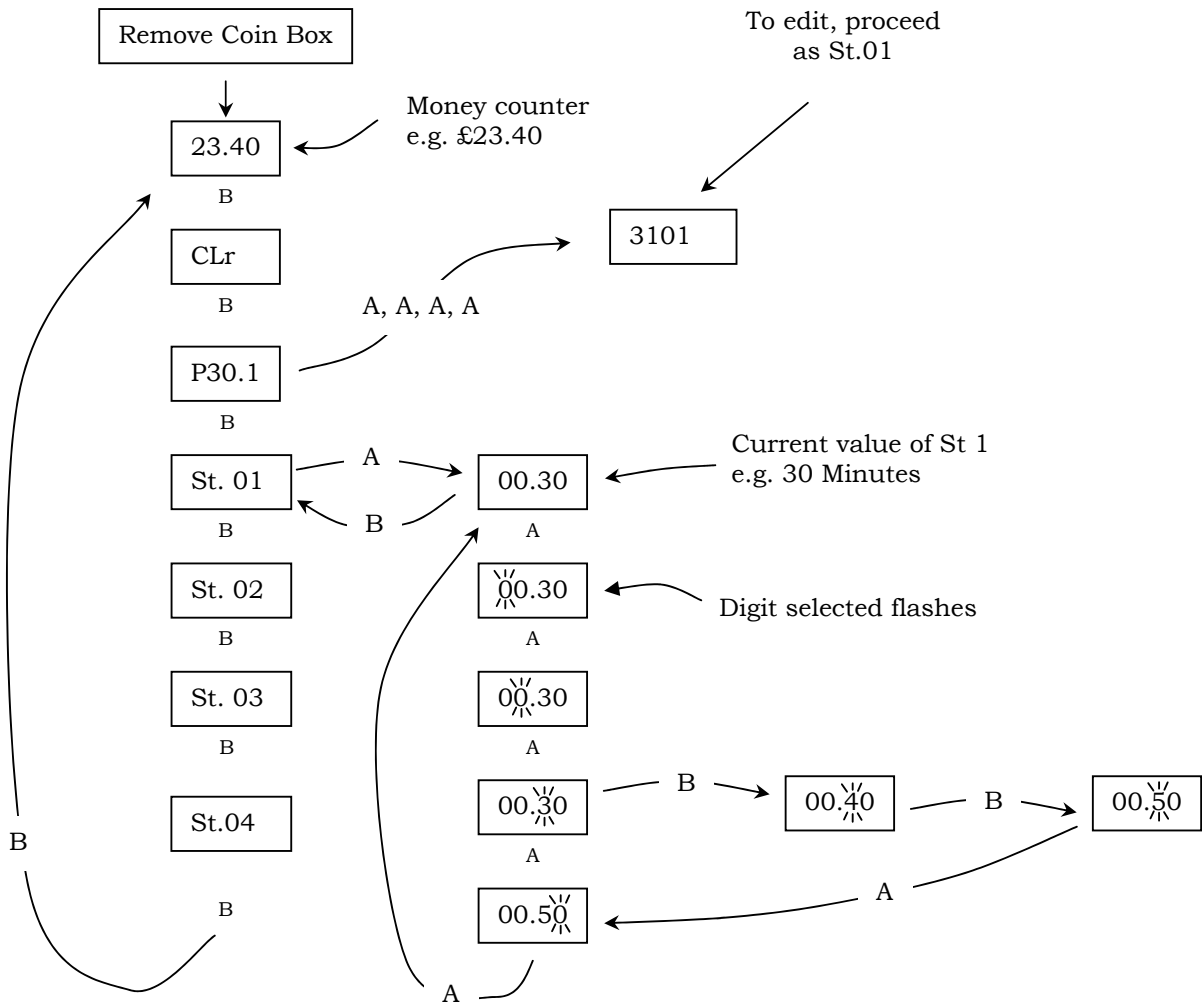 Remove Coin Box
To edit, proceed
as St.01
Money counter
e.g. £23.40
23.40
B
3101
CLr
B
A, A, A, A
P30.1
B
Current value of St 1
e.g. 30 Minutes
St. 01
A
B
00.30
B
A
St. 02
00.30
Digit selected flashes
B
A
St. 03
00.30
B
A
00.30
B
00.40
B
00.50
St.04
B
A
A
B
00.50
A